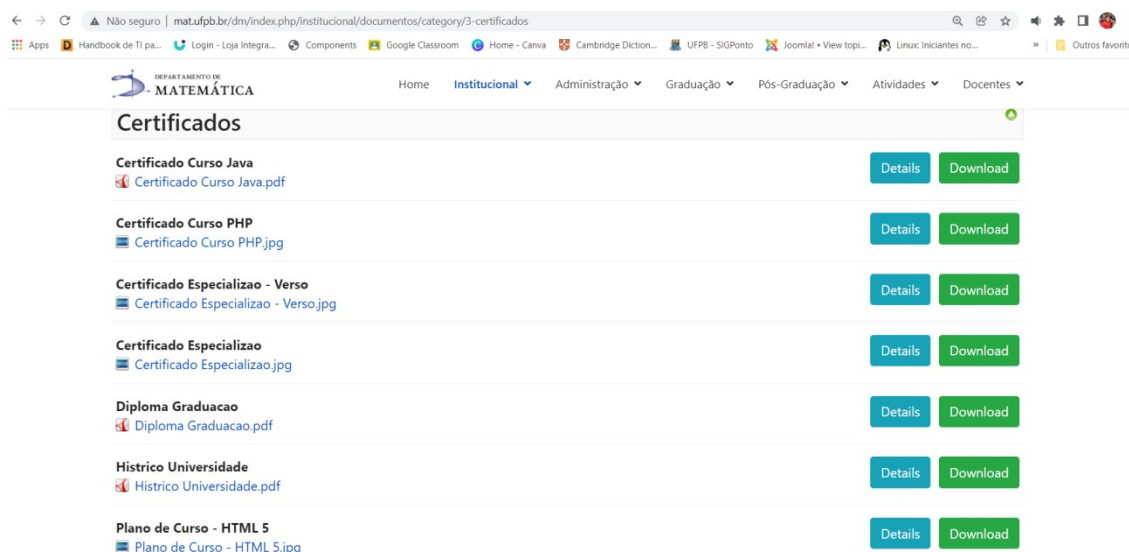 Não seguro | mat.ufpb.br/dm/index.php/institucional/documentos/category/3-certificados
Apps Handbook de TI pa... Login - Loja Integra... Components Google Classroom Home - Canva Cambridge Diction... UFPB - SIGPonto Joomla! • View topi... Linux: Iniciantes no... » Outros favorit
DEPARTAMENTO DE
MATEMÁTICA
Home Institucional Administração Graduação Pós-Graduação Atividades Docentes
Certificados
Certificado Curso Java
Certificado Curso Java.pdf
Details Download
Certificado Curso PHP
Certificado Curso PHP.jpg
Details Download
Certificado Especializao - Verso
Certificado Especializao - Verso.jpg
Details Download
Certificado Especializao
Certificado Especializao.jpg
Details Download
Diploma Graduacao
Diploma Graduacao.pdf
Details Download
Histrico Universidade
Histrico Universidade.pdf
Details Download
Plano de Curso - HTML 5
Plano de Curso - HTML 5.jpg
Details Download